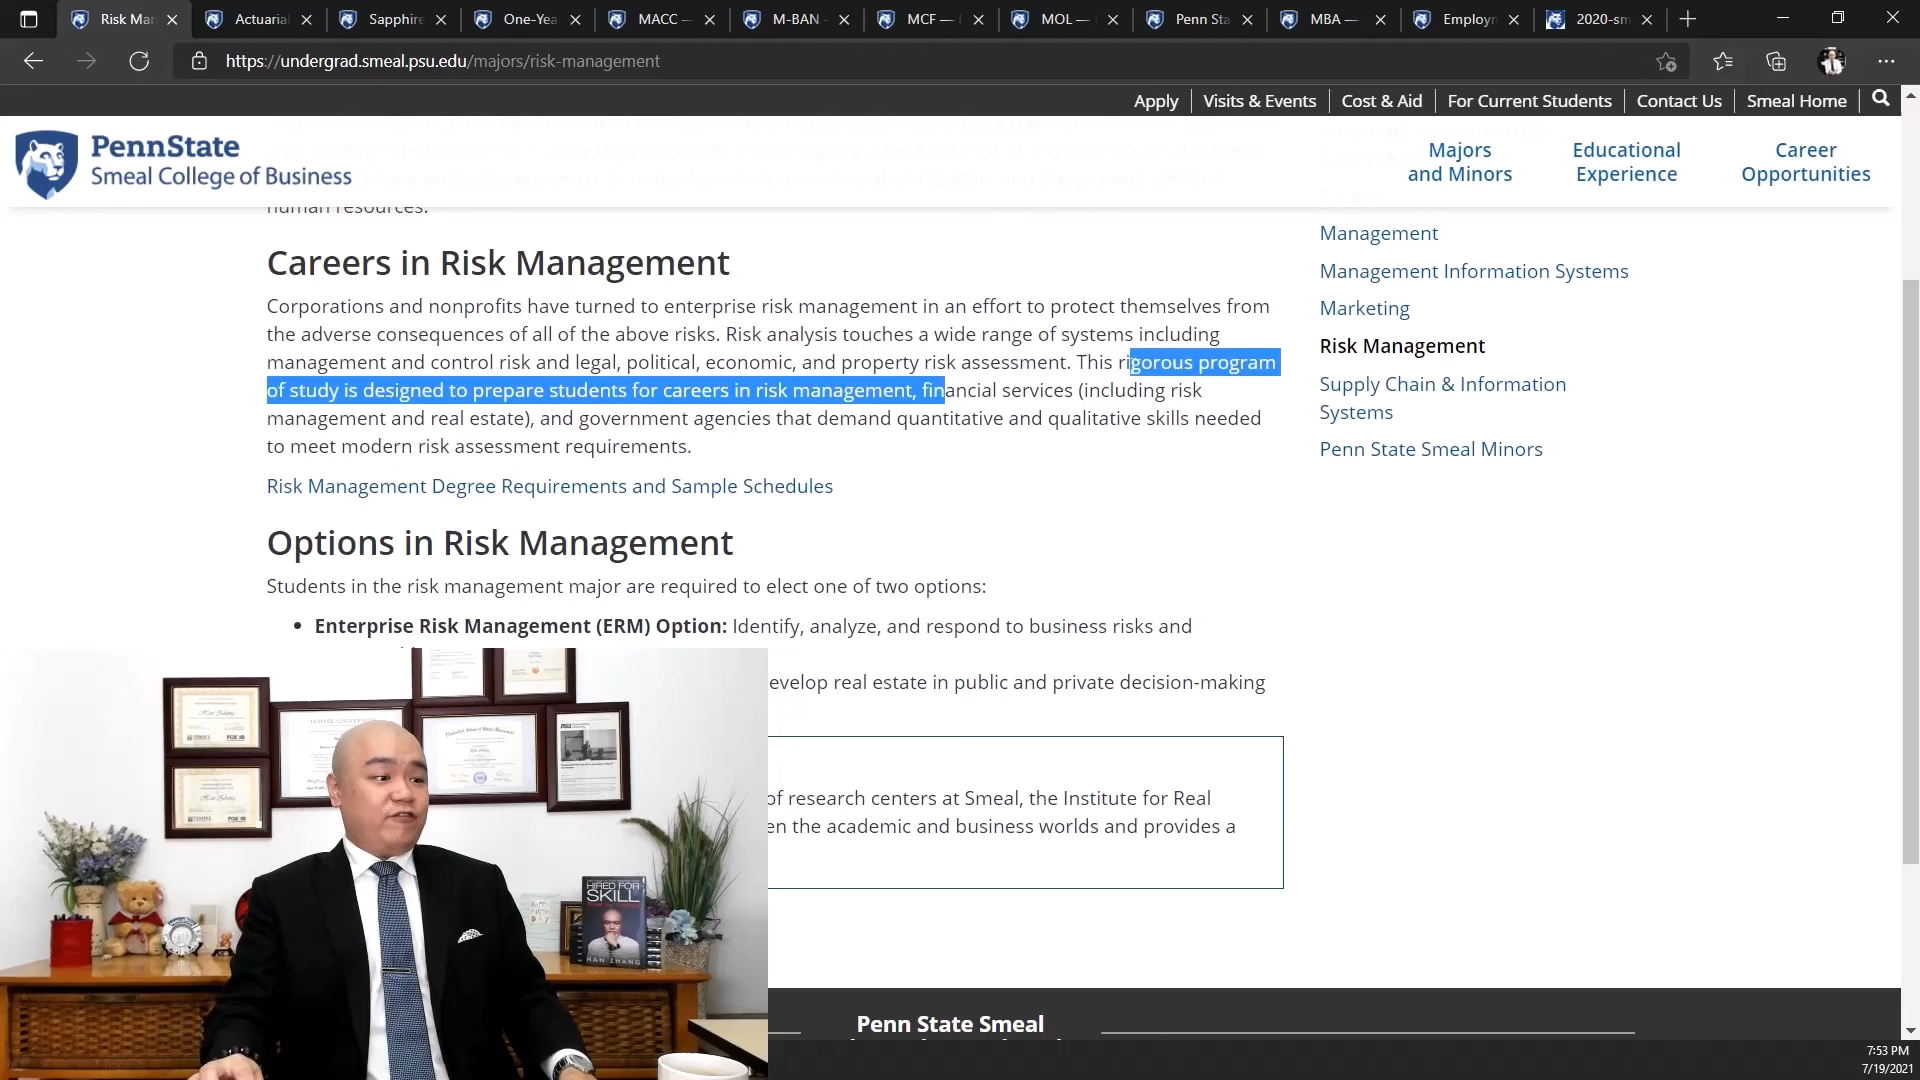 Risk Mar
Actuarial
Sapphire
One-Yea
MACC —
M-BAN -
MCF —
MOL —
Penn Sta
MBA —
Employm
2020-sm
https://undergrad.smeal.psu.edu/majors/risk-management
Apply
Visits & Events
Cost & Aid
For Current Students
Contact Us
Smeal Home
PennState
Smeal College of Business
Majors and Minors
Educational Experience
Career Opportunities
human resources.
Careers in Risk Management
Corporations and nonprofits have turned to enterprise risk management in an effort to protect themselves from
the adverse consequences of all of the above risks. Risk analysis touches a wide range of systems including
management and control risk and legal, political, economic, and property risk assessment. This rigorous program
of study is designed to prepare students for careers in risk management, financial services (including risk
management and real estate), and government agencies that demand quantitative and qualitative skills needed
to meet modern risk assessment requirements.
Risk Management Degree Requirements and Sample Schedules
Options in Risk Management
Students in the risk management major are required to elect one of two options:
• Enterprise Risk Management (ERM) Option: Identify, analyze, and respond to business risks and
evelop real estate in public and private decision-making
of research centers at Smeal, the Institute for Real
en the academic and business worlds and provides a
Management
Management Information Systems
Marketing
Risk Management
Supply Chain & Information
Systems
Penn State Smeal Minors
TEMPLE UNIVERSITY
FOX
FOX
HIRED FOR
SKILL
HAN ZHANG
Penn State Smeal
7:53 PM
7/19/2021